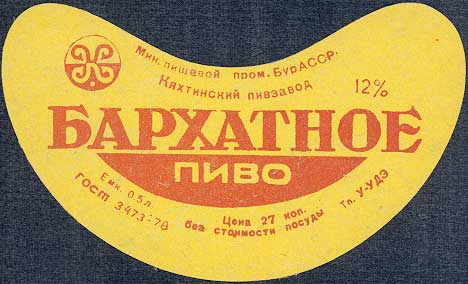 Мин. пищевой пром. БурАССР.
Кяхтинский пивзавод
12%
БАРХАТНОЕ
ПИВО
Емк. 0.5 л.
ГОСТ 3473-78
Цена 27 коп.
без стоимости посуды
Тп. У-УДЭ